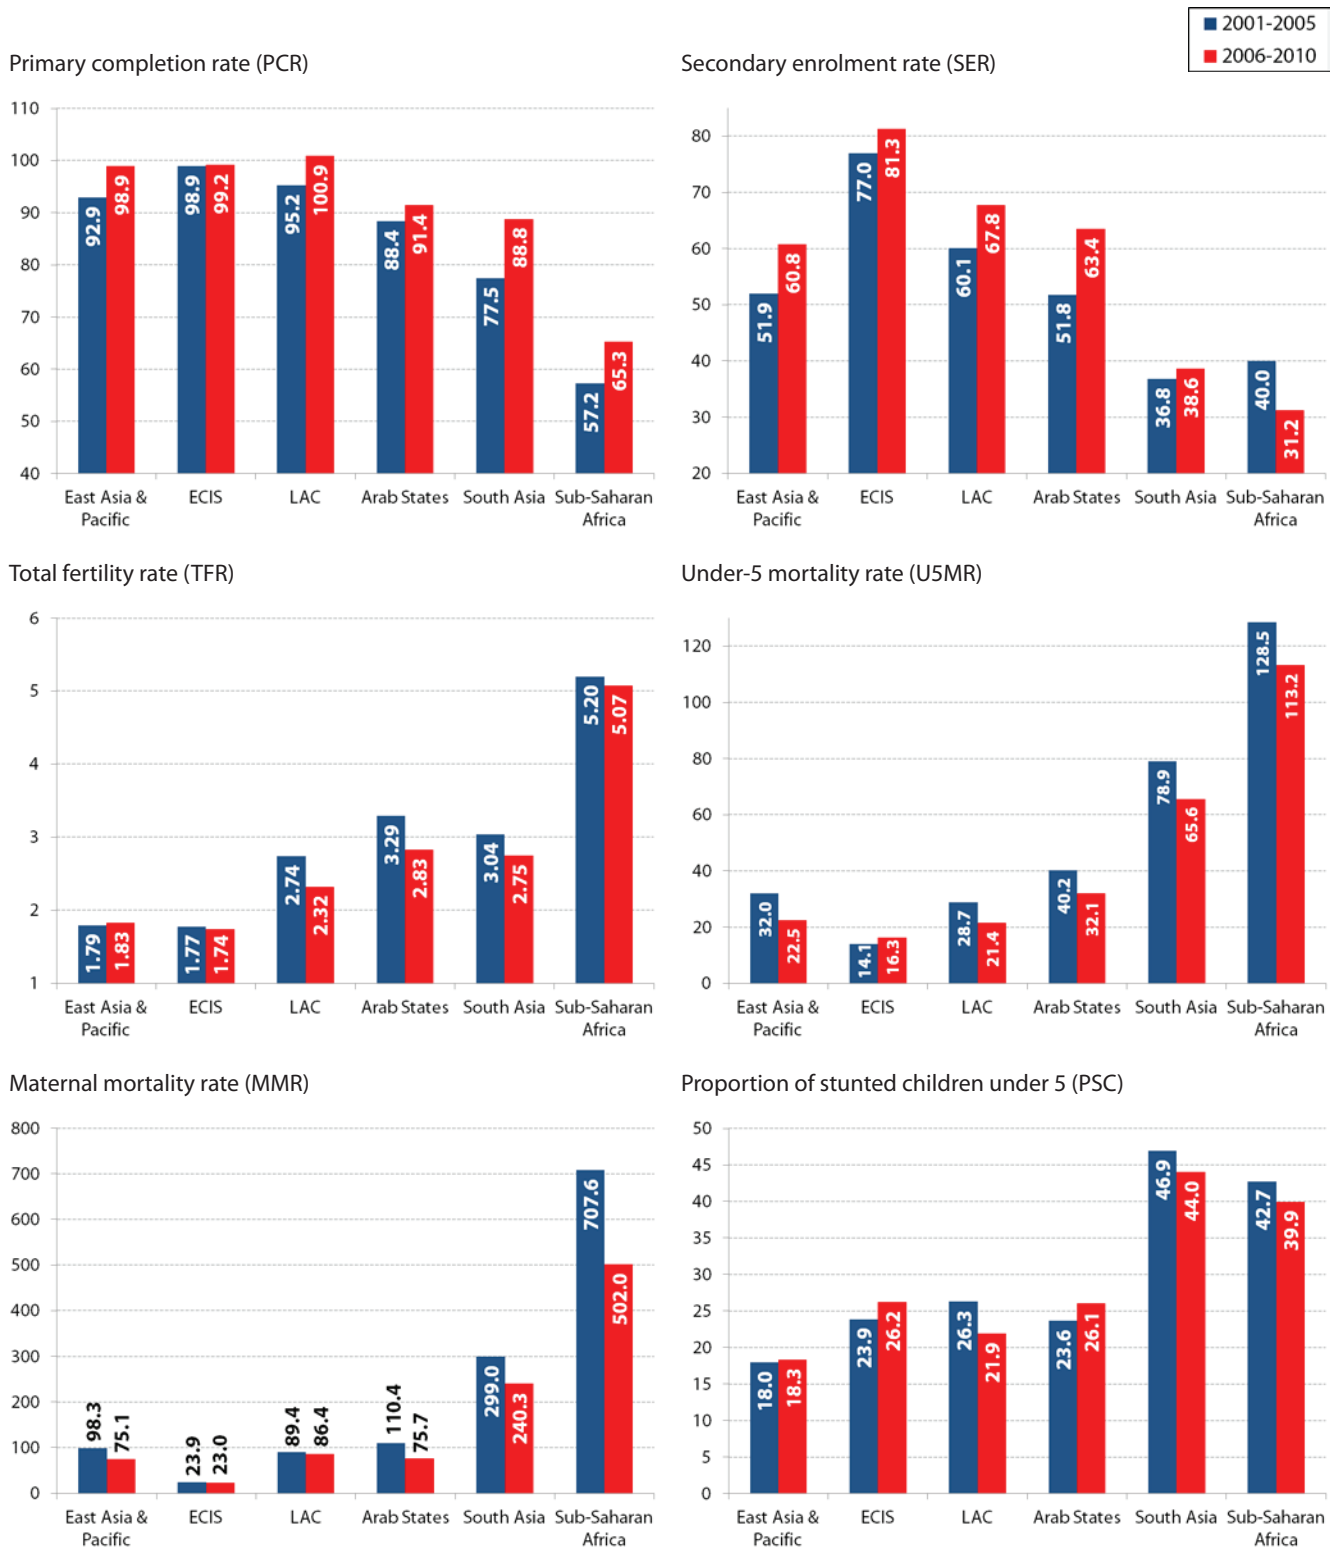 2001-2005
2006-2010
Primary completion rate (PCR)
110
100
90
80
70
60
50
40
92.9
98.9
98.9
99.2
95.2
100.9
88.4
91.4
77.5
88.8
57.2
65.3
East Asia &
Pacific
ECIS
LAC
Arab States
South Asia
Sub-Saharan
Africa
Secondary enrolment rate (SER)
80
70
60
50
40
30
20
51.9
60.8
77.0
81.3
60.1
67.8
51.8
63.4
36.8
38.6
40.0
31.2
East Asia &
Pacific
ECIS
LAC
Arab States
South Asia
Sub-Saharan
Africa
Total fertility rate (TFR)
6
5
4
3
2
1
1.79
1.83
1.77
1.74
2.74
2.32
3.29
2.83
3.04
2.75
5.20
5.07
East Asia &
Pacific
ECIS
LAC
Arab States
South Asia
Sub-Saharan
Africa
Under-5 mortality rate (U5MR)
120
100
80
60
40
20
0
32.0
22.5
14.1
16.3
28.7
21.4
40.2
32.1
78.9
65.6
128.5
113.2
East Asia &
Pacific
ECIS
LAC
Arab States
South Asia
Sub-Saharan
Africa
Maternal mortality rate (MMR)
800
700
600
500
400
300
200
100
0
98.3
75.1
23.9
23.0
89.4
86.4
110.4
75.7
299.0
240.3
707.6
502.0
East Asia &
Pacific
ECIS
LAC
Arab States
South Asia
Sub-Saharan
Africa
Proportion of stunted children under 5 (PSC)
50
45
40
35
30
25
20
15
10
5
0
18.0
18.3
23.9
26.2
26.3
21.9
23.6
26.1
46.9
44.0
42.7
39.9
East Asia &
Pacific
ECIS
LAC
Arab States
South Asia
Sub-Saharan
Africa